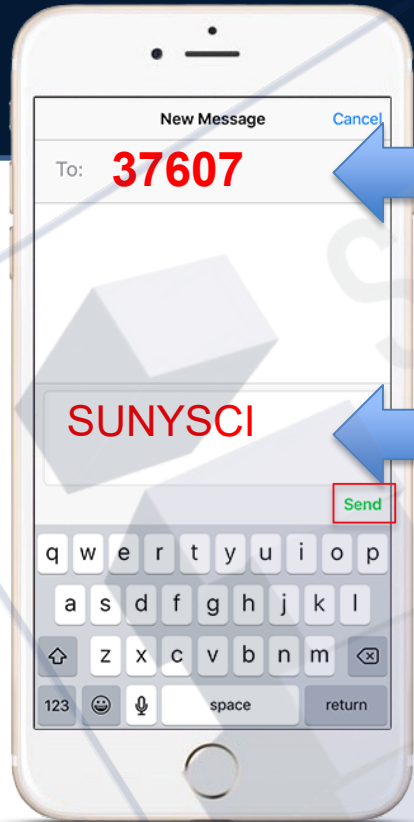 New Message Cancel
To: 37607
SUNYSCI
Send
q w e r t y u i o p
a s d f g h j k l
z x c v b n m
123 space return